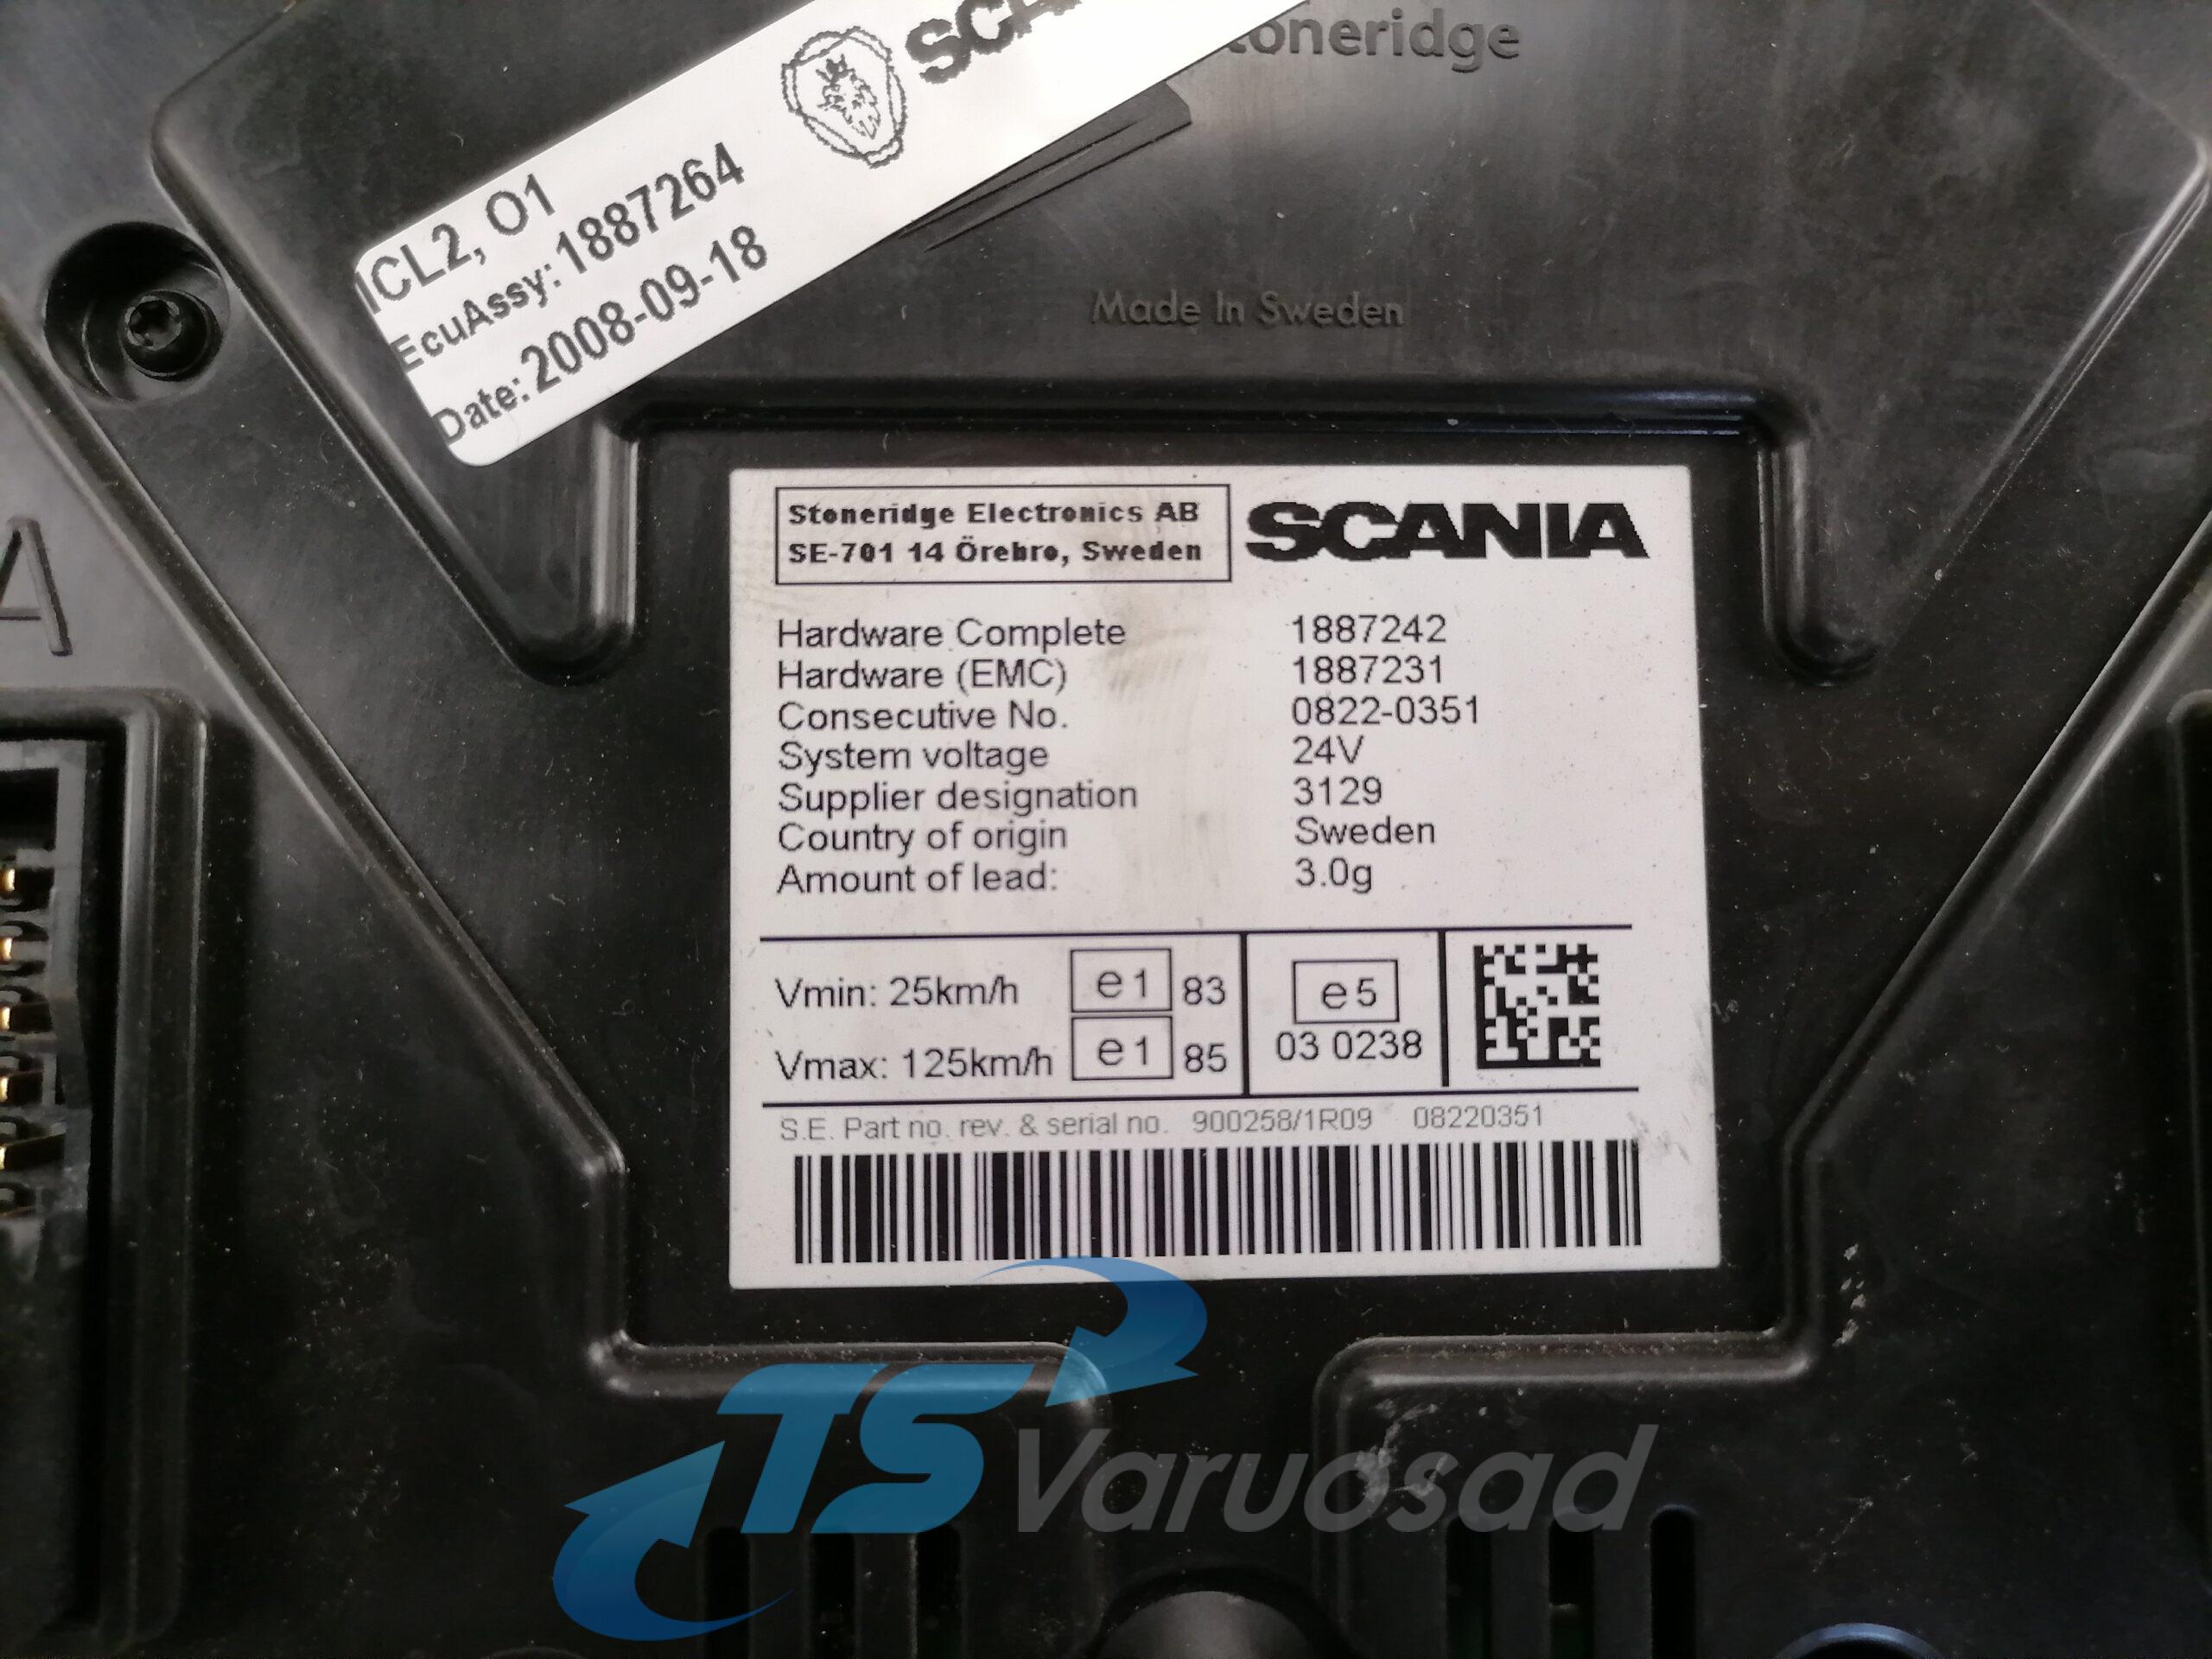 toneridge
ICL2, O1
EcuAssy: 1887264
Date: 2008-09-18
Made In Sweden
A
Stoneridge Electronics AB
SE-701 14 Örebro, Sweden
SCANIA
Hardware Complete 1887242
Hardware (EMC) 1887231
Consecutive No. 0822-0351
System voltage 24V
Supplier designation 3129
Country of origin Sweden
Amount of lead: 3.0g
Vmin: 25km/h e1 83
Vmax: 125km/h e1 85
e5
03 0238
S.E. Part no. rev. & serial no. 900258/1R09 08220351
TS Varuosad